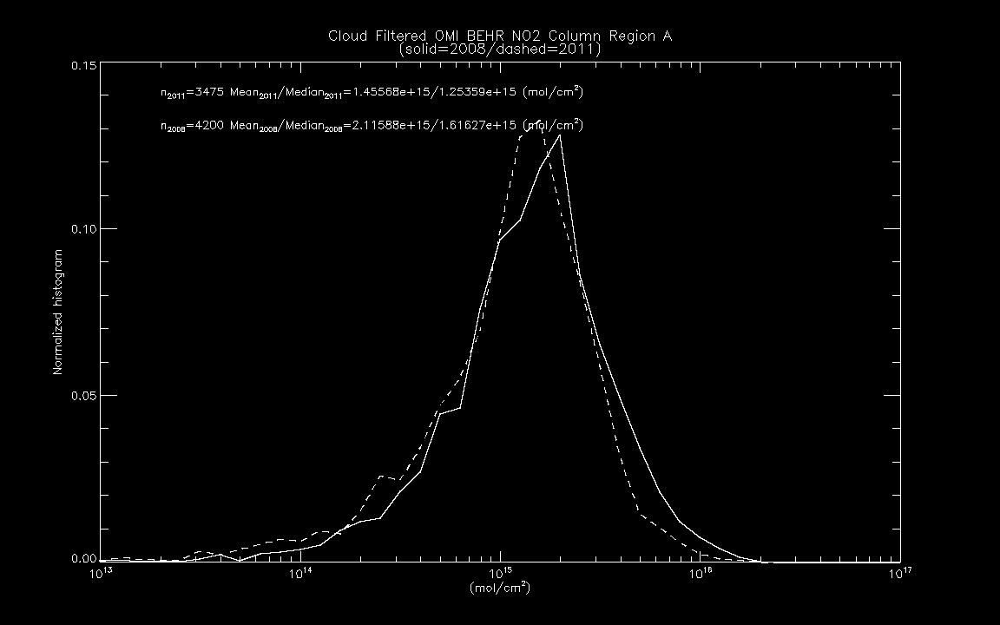 Cloud Filtered OMI BEHR NO2 Column Region A
(solid=2008/dashed=2011)
0.15
n2011=3475 Mean2011/Median2011=1.45568e+15/1.25359e+15 (mol/cm²)
n2008=4200 Mean2008/Median2008=2.11588e+15/1.61627e+15 (mol/cm²)
0.10
Normalized histogram
0.05
0.00
10¹³ 10¹⁴ 10¹⁵ 10¹⁶ 10¹⁷
(mol/cm²)